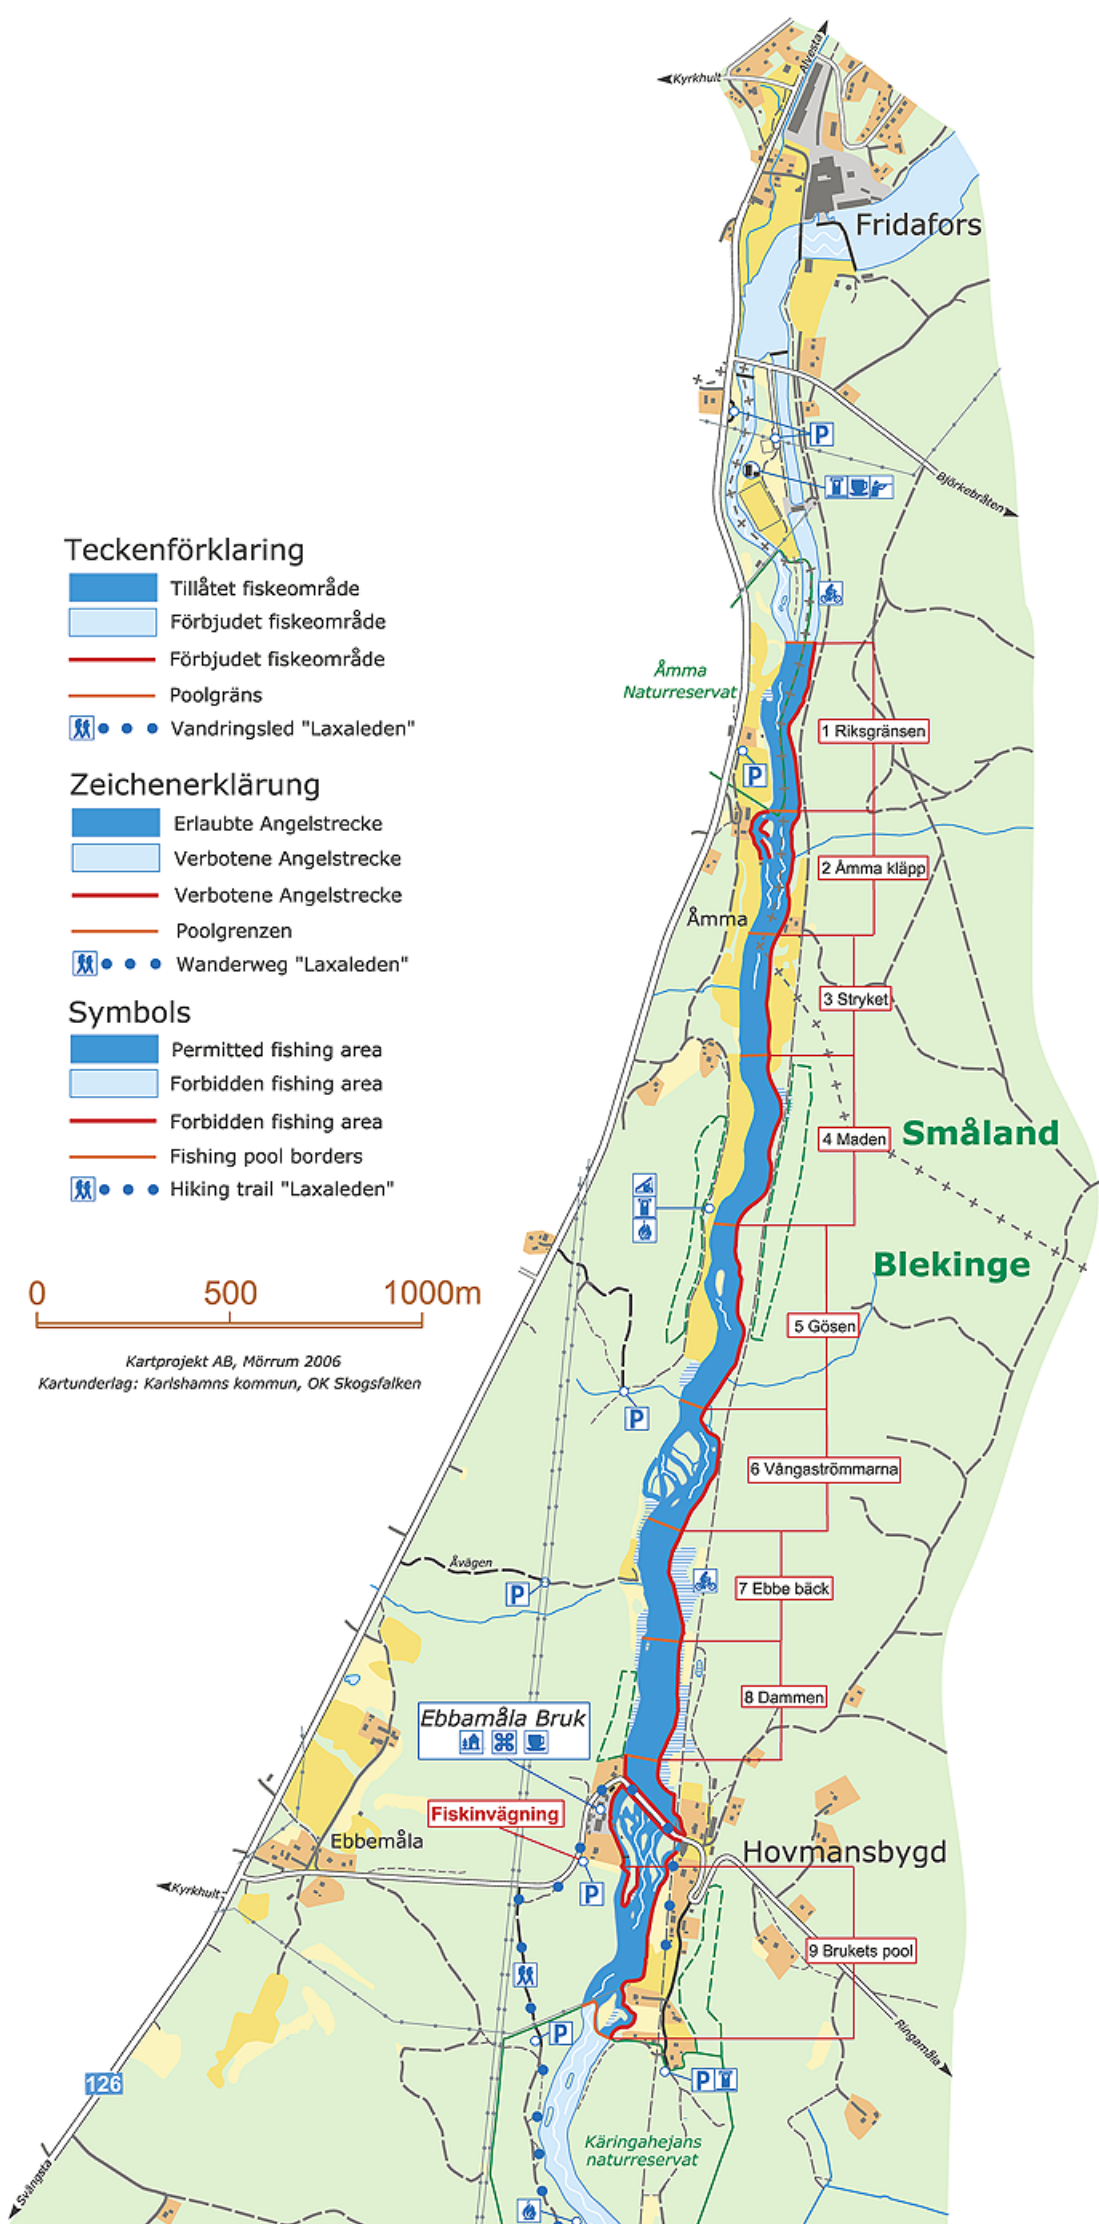 Alvesta
Kyrkhult
Fridafors
P
Björkebråten
Teckenförklaring
Tillåtet fiskeområde
Förbjudet fiskeområde
Förbjudet fiskeområde
Poolgräns
Vandringsled "Laxaleden"
Åmma
Naturreservat
1 Riksgränsen
P
Zeichenerklärung
Erlaubte Angelstrecke
Verbotene Angelstrecke
Verbotene Angelstrecke
Poolgrenzen
Wanderweg "Laxaleden"
2 Åmma kläpp
Åmma
3 Stryket
Symbols
Permitted fishing area
Forbidden fishing area
Forbidden fishing area
Fishing pool borders
Hiking trail "Laxaleden"
4 Maden
Småland
Blekinge
0 500 1000m
5 Gösen
Kartprojekt AB, Mörrum 2006
Kartunderlag: Karlshamns kommun, OK Skogsfalken
P
6 Vångaströmmarna
Åvägen
P
7 Ebbe bäck
8 Dammen
Ebbamåla Bruk
Fiskinvägning
Ebbemåla
Hovmansbygd
Kyrkhult
P
9 Brukets pool
P
Ringamåla
126
P
Käringahejans
naturreservat
Svängsta